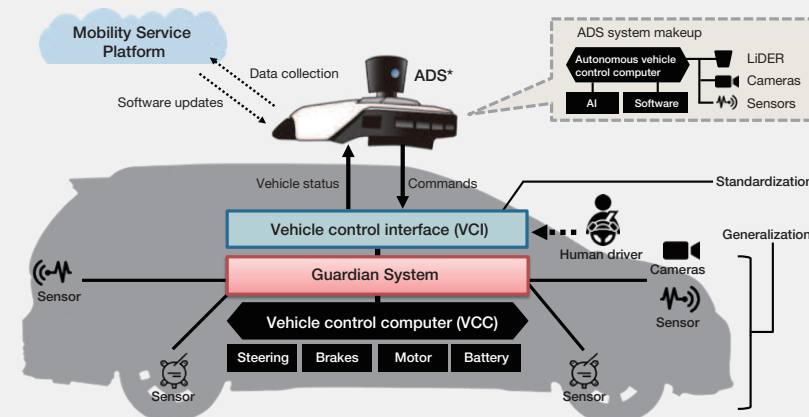 Mobility Service
Platform
Data collection
Software updates
ADS*
ADS system makeup
Autonomous vehicle
control computer
AI
Software
LiDER
Cameras
Sensors
Vehicle status
Commands
Standardization
Vehicle control interface (VCI)
Human driver
Generalization
Guardian System
Cameras
Sensor
Sensor
Vehicle control computer (VCC)
Steering
Brakes
Motor
Battery
Sensor
Sensor